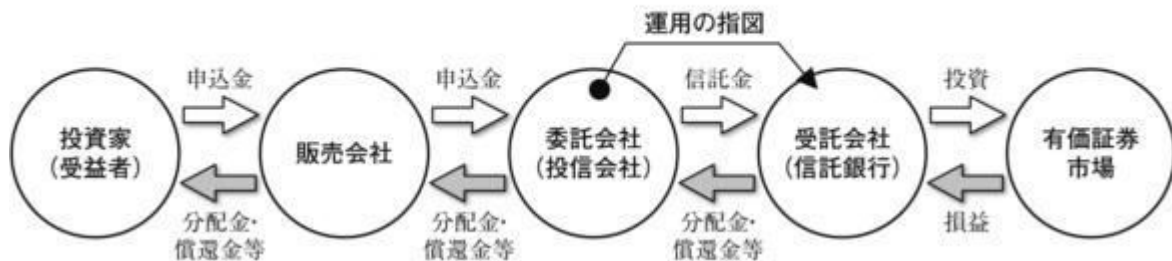 運用の指図
申込金
申込金
信託金
投資
投資家
(受益者)
販売会社
委託会社
(投信会社)
受託会社
(信託銀行)
有価証券
市場
分配金・
償還金等
分配金・
償還金等
分配金・
償還金等
損益